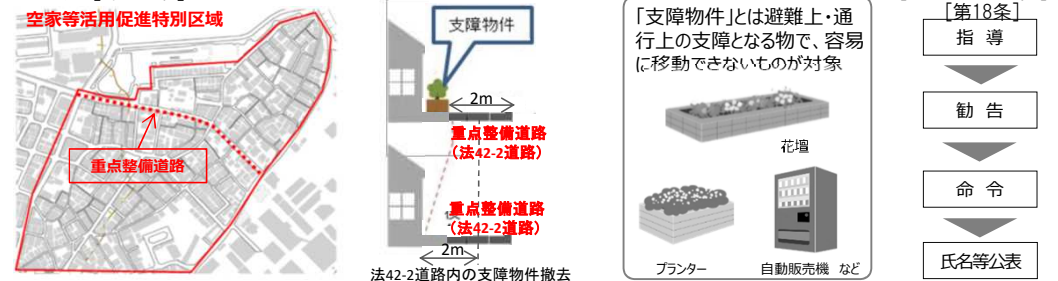 空家等活用促進特別区域
重点整備道路
支障物件
2m
重点整備道路
（法42-2道路）
重点整備道路
（法42-2道路）
2m
法42-2道路内の支障物件撤去
「支障物件」とは避難上・通
行上の支障となる物で、容易
に移動できないものが対象
花壇
プランター
自動販売機 など
[第18条]
指 導
勧 告
命 令
氏名等公表